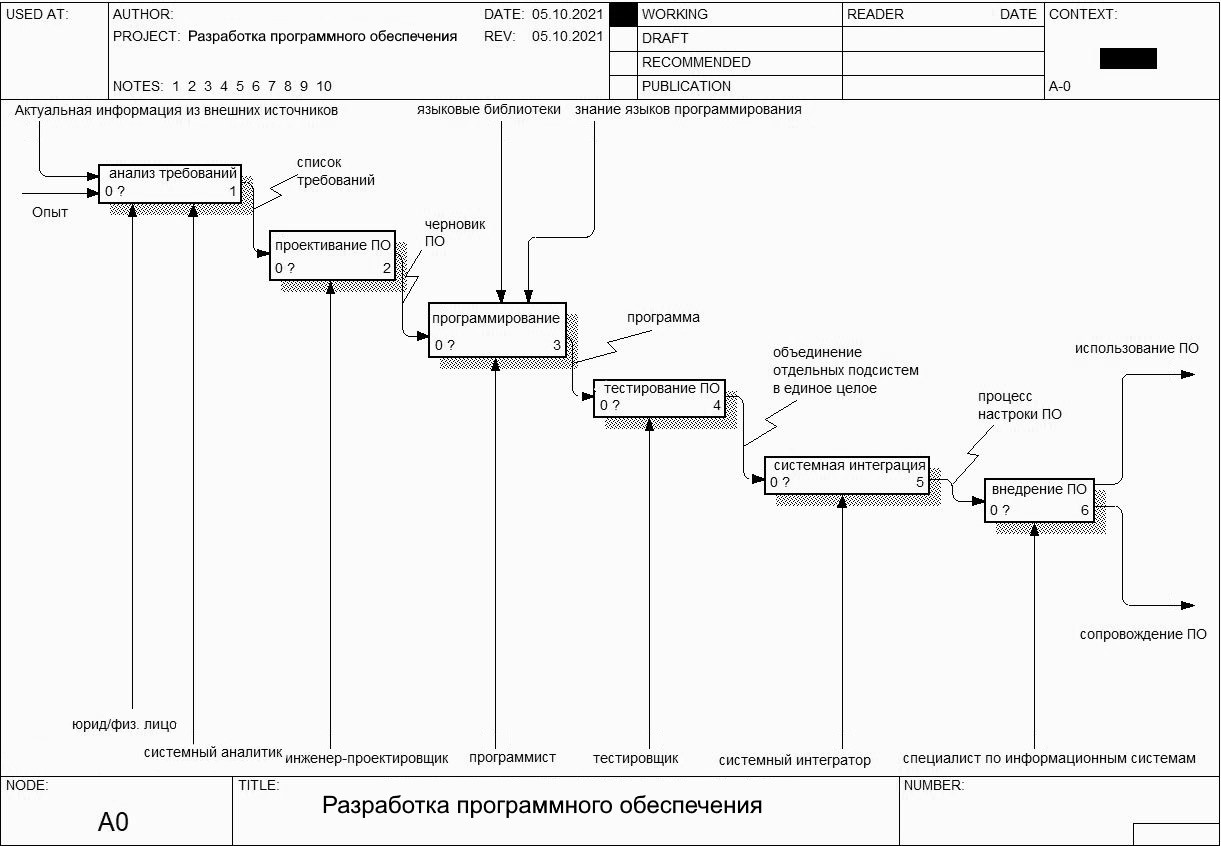 USED AT:
AUTHOR:
DATE: 05.10.2021
PROJECT: Разработка программного обеспечения
REV: 05.10.2021
NOTES: 1 2 3 4 5 6 7 8 9 10
WORKING
DRAFT
RECOMMENDED
PUBLICATION
READER DATE
CONTEXT:
A-0
Актуальная информация из внешних источников
языковые библиотеки
знание языков программирования
анализ требований
0 ? 1
Опыт
список
требований
проективание ПО
0 ? 2
черновик
ПО
программирование
0 ? 3
программа
тестирование ПО
0 ? 4
объединение
отдельных подсистем
в единое целое
системная интеграция
0 ? 5
процесс
настроки ПО
внедрение ПО
0 ? 6
использование ПО
сопровождение ПО
юрид/физ. лицо
системный аналитик
инженер-проектировщик
программист
тестировщик
системный интегратор
специалист по информационным системам
NODE:
A0
TITLE:
Разработка программного обеспечения
NUMBER: